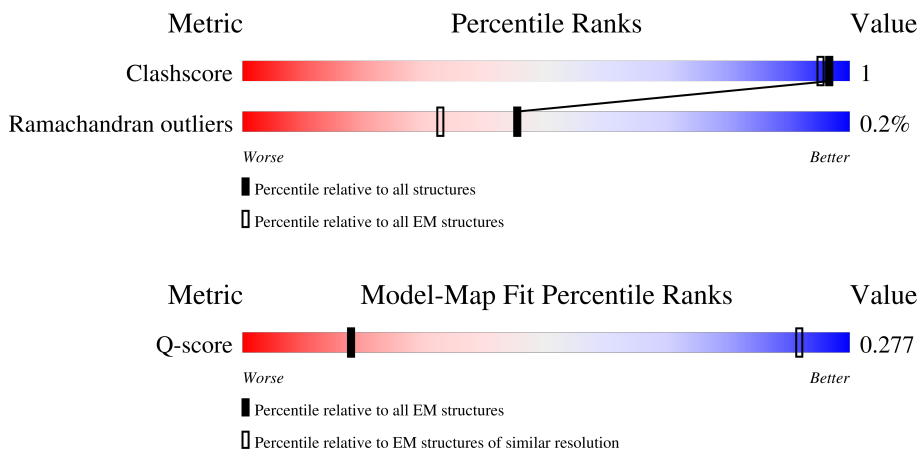 Metric Percentile Ranks Value
Clashscore 1
Ramachandran outliers 0.2%
Worse Better
Percentile relative to all structures
Percentile relative to all EM structures
Metric Model-Map Fit Percentile Ranks Value
Q-score 0.277
Worse Better
Percentile relative to all EM structures
Percentile relative to EM structures of similar resolution